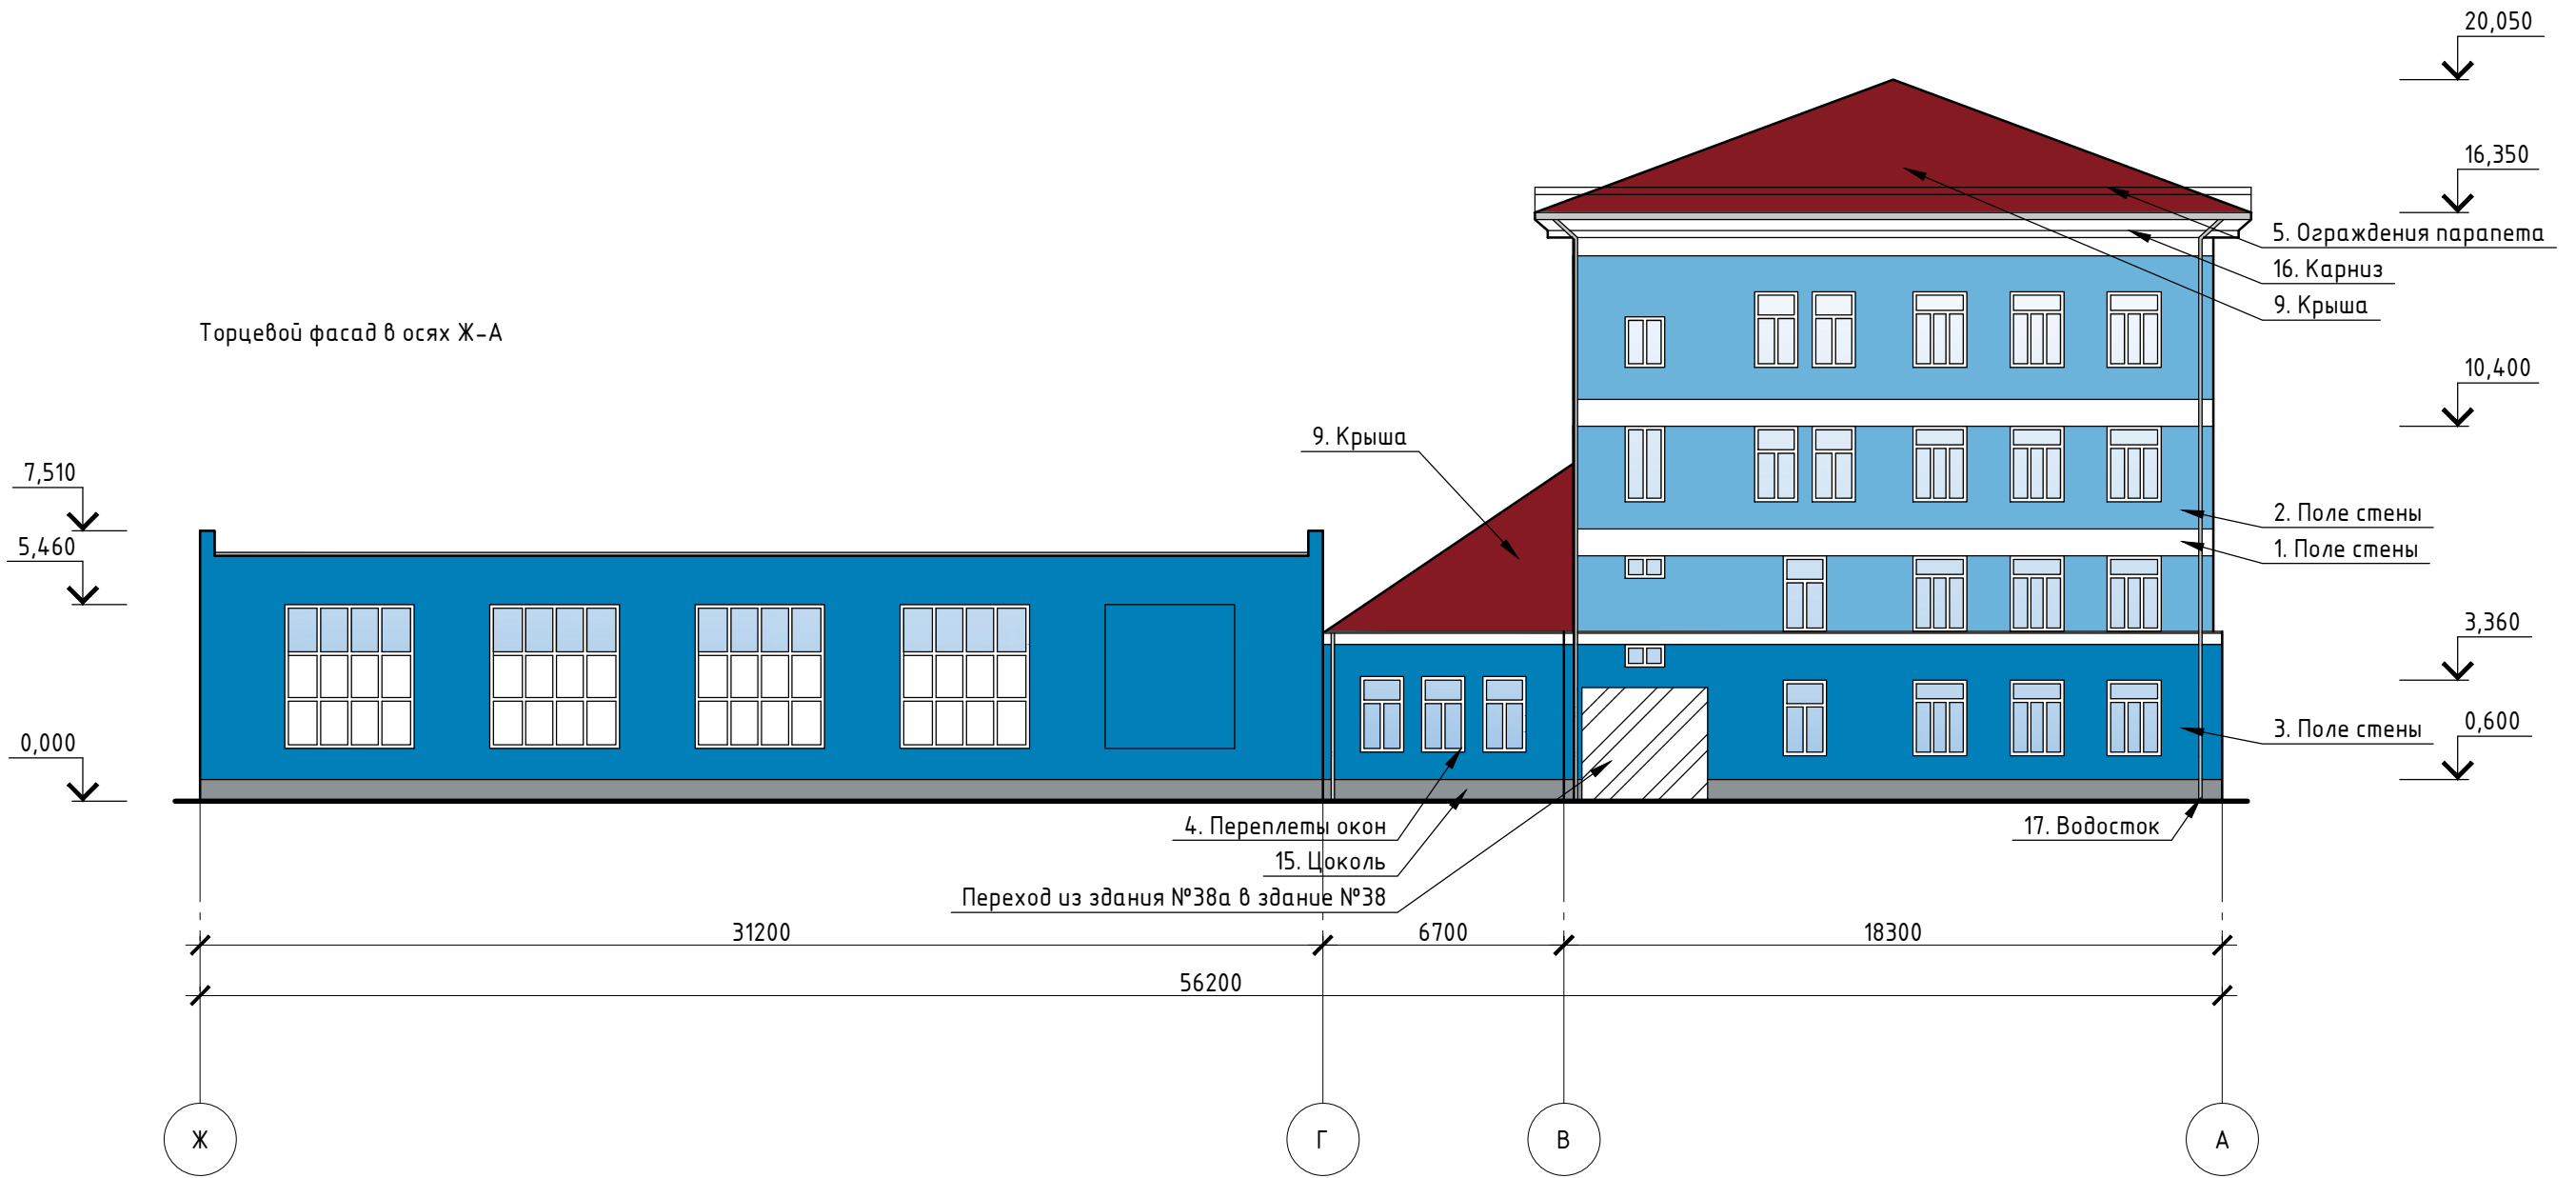 20,050
16,350
5. Ограждения парапета
16. Карниз
9. Крыша
Торцевой фасад в осях Ж-А
10,400
9. Крыша
7,510
5,460
2. Поле стены
1. Поле стены
3,360
0,000
3. Поле стены
0,600
4. Переплеты окон
17. Водосток
15. Цоколь
Переход из здания №38а в здание №38
31200
6700
18300
56200
Ж
Г
В
А